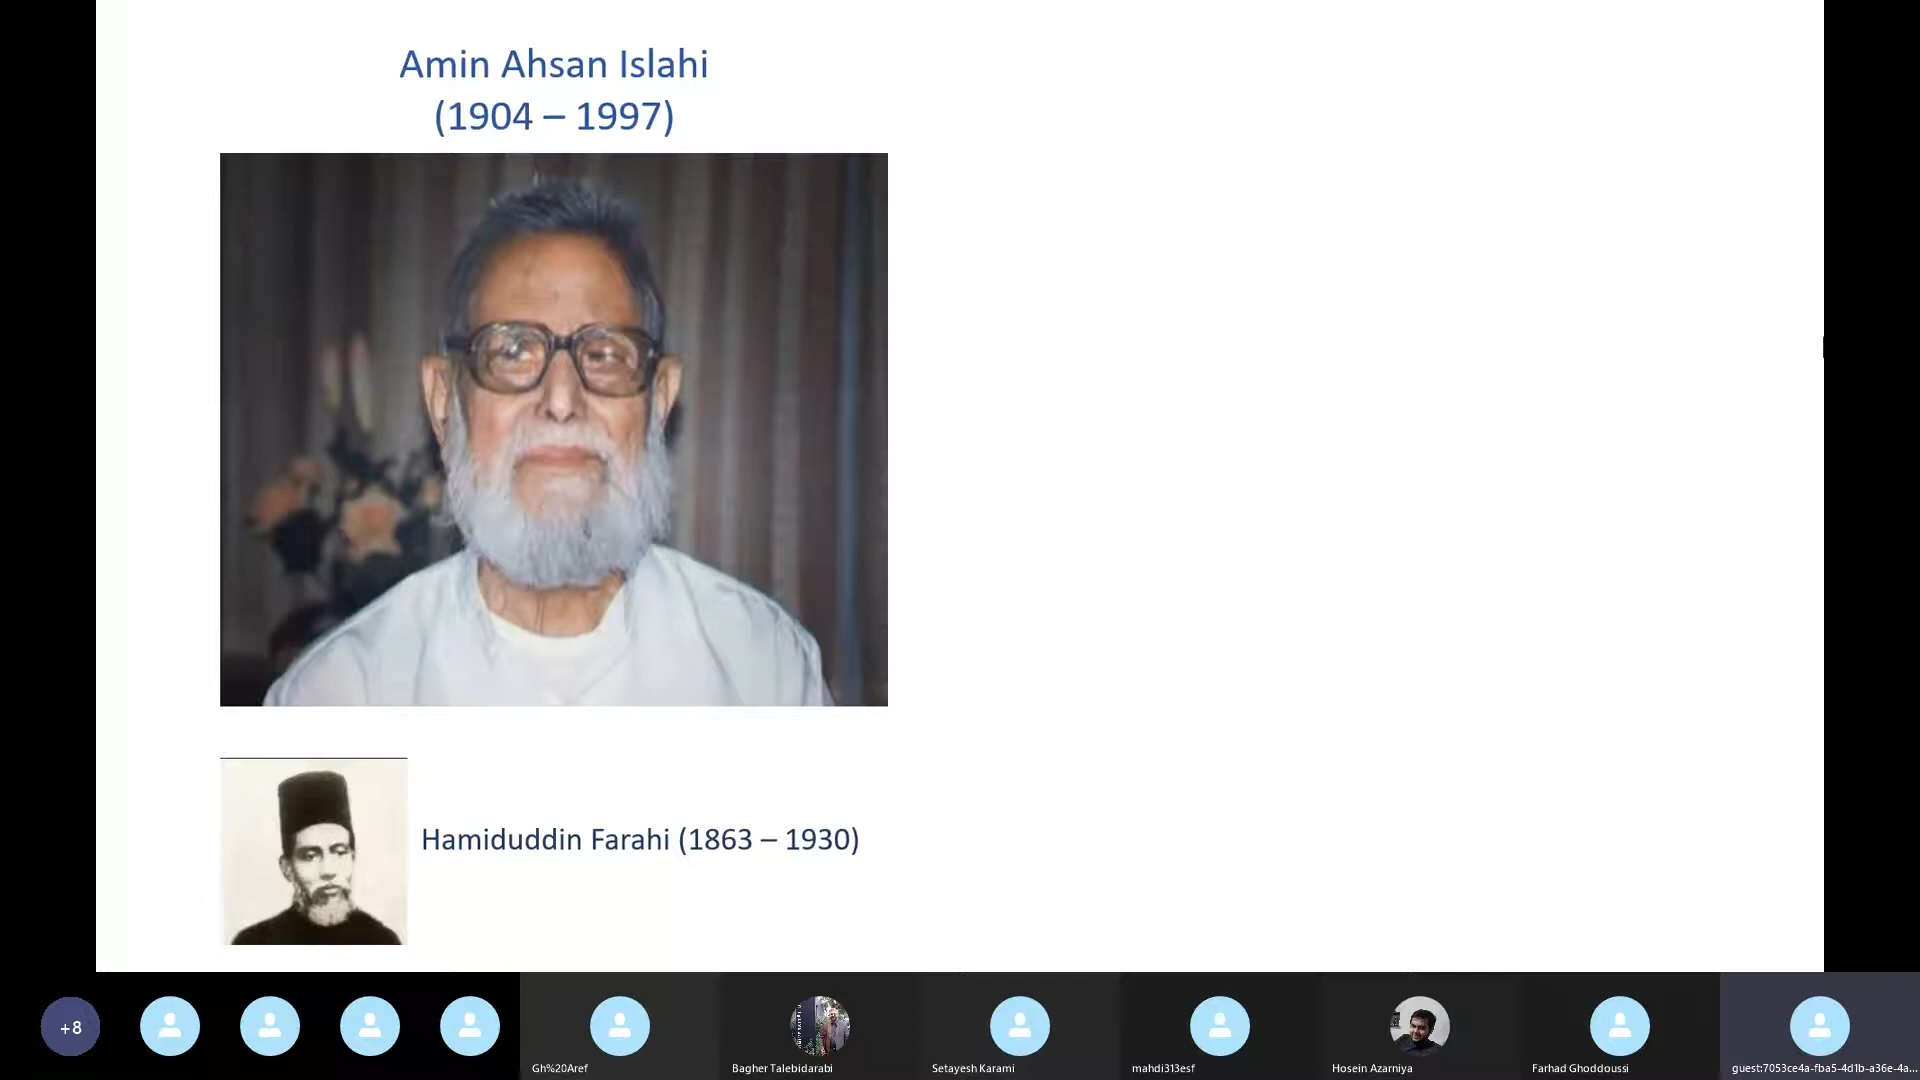 Amin Ahsan Islahi
(1904 – 1997)
Hamiduddin Farahi (1863 – 1930)
+8
Gh%20Aref
Bagher Talebidarabi
Setayesh Karami
mahdi313esf
Hosein Azarniya
Farhad Ghoddoussi
guest:7053ce4a-fba5-4d1b-a36e-4a...